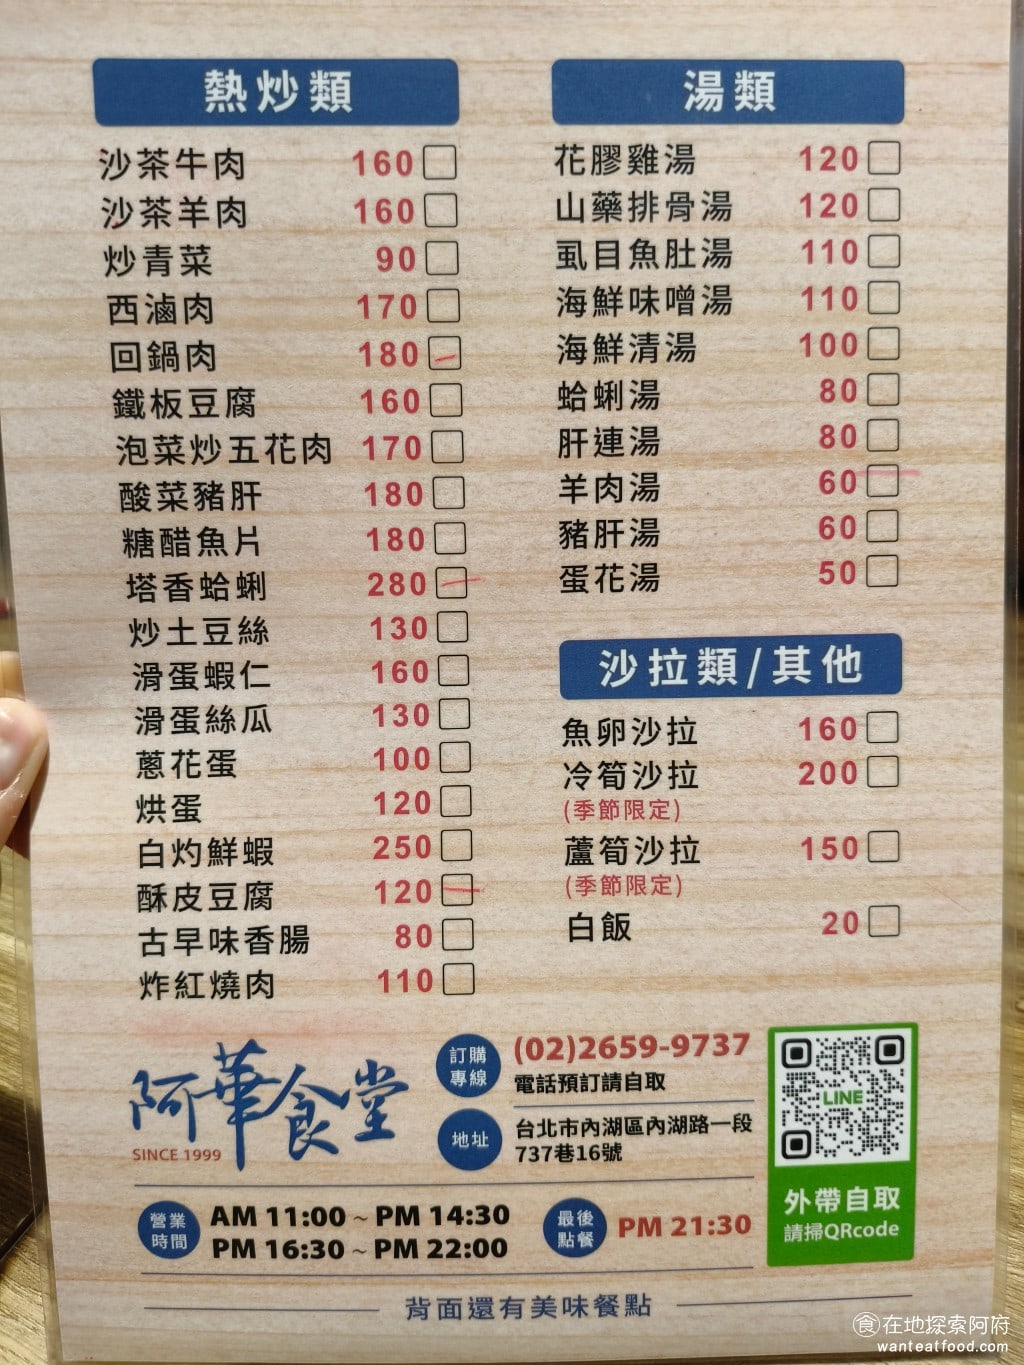 熱炒類
沙茶牛肉 160
沙茶羊肉 160
炒青菜 90
西滷肉 170
回鍋肉 180
鐵板豆腐 160
泡菜炒五花肉 170
酸菜豬肝 180
糖醋魚片 180
塔香蛤蜊 280
炒土豆絲 130
滑蛋蝦仁 160
滑蛋絲瓜 130
蔥花蛋 100
烘蛋 120
白灼鮮蝦 250
酥皮豆腐 120
古早味香腸 80
炸紅燒肉 110
湯類
花膠雞湯 120
山藥排骨湯 120
虱目魚肚湯 110
海鮮味噌湯 110
海鮮清湯 100
蛤蜊湯 80
肝連湯 80
羊肉湯 60
豬肝湯 60
蛋花湯 50
沙拉類/其他
魚卵沙拉 160
冷筍沙拉 200
(季節限定)
蘆筍沙拉 150
(季節限定)
白飯 20
阿華食堂
SINCE 1999
訂購
專線
(02)2659-9737
電話預訂請自取
地址
台北市內湖區內湖路一段
737巷16號
LINE
外帶自取
請掃QRcode
營業
時間
AM 11:00 ~ PM 14:30
PM 16:30 ~ PM 22:00
最後
點餐
PM 21:30
背面還有美味餐點
食在地探索阿府
wanteatfood.com